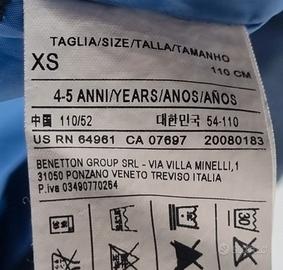 TAGLIA/SIZE/TALLA/TAMANHO
XS
110 CM
4-5 ANNI/YEARS/ANOS/AÑOS
中国 110/52 대한민국 54-110
US RN 64961 CA 07697 20080183
BENETTON GROUP SRL - VIA VILLA MINELLI,1
31050 PONZANO VENETO TREVISO ITALIA
P.iva 03490770264
30